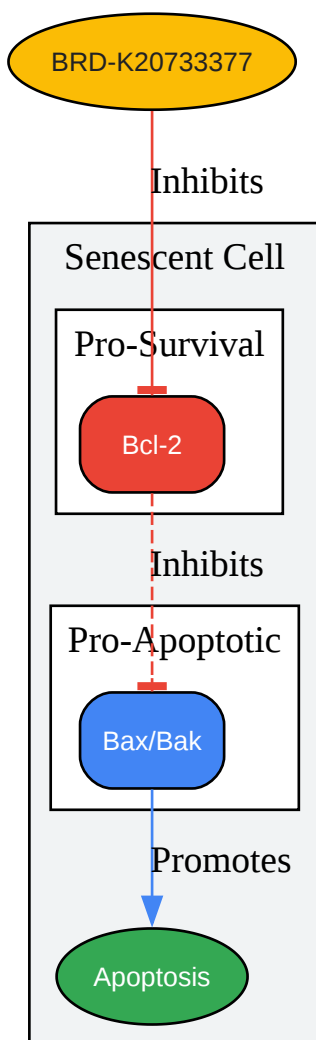 BRD-K20733377
Inhibits
Senescent Cell
Pro-Survival
Bcl-2
Inhibits
Pro-Apoptotic
Bax/Bak
Promotes
Apoptosis